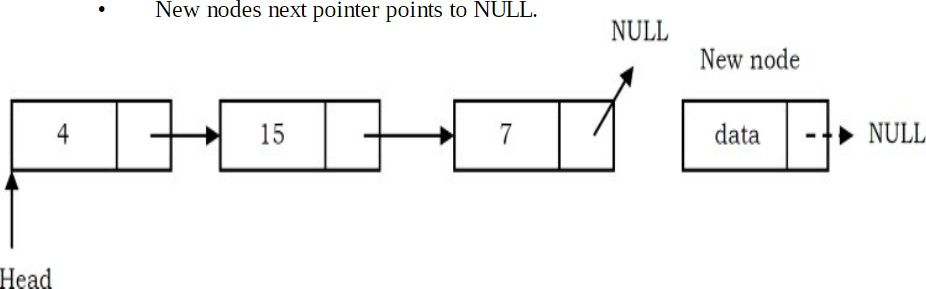 • New nodes next pointer points to NULL.
NULL
New node
4 15 7 data NULL
Head